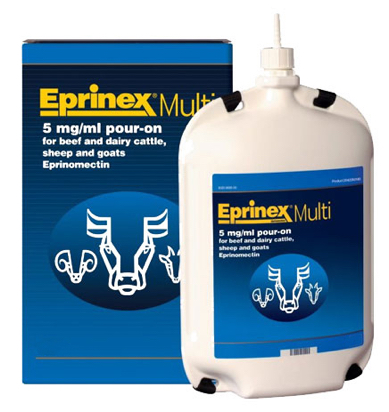 Eprinex® Multi
5 mg/ml pour-on
for beef and dairy cattle,
sheep and goats
Eprinomectin
Eprinex® Multi
5 mg/ml pour-on
for beef and dairy cattle,
sheep and goats
Eprinomectin